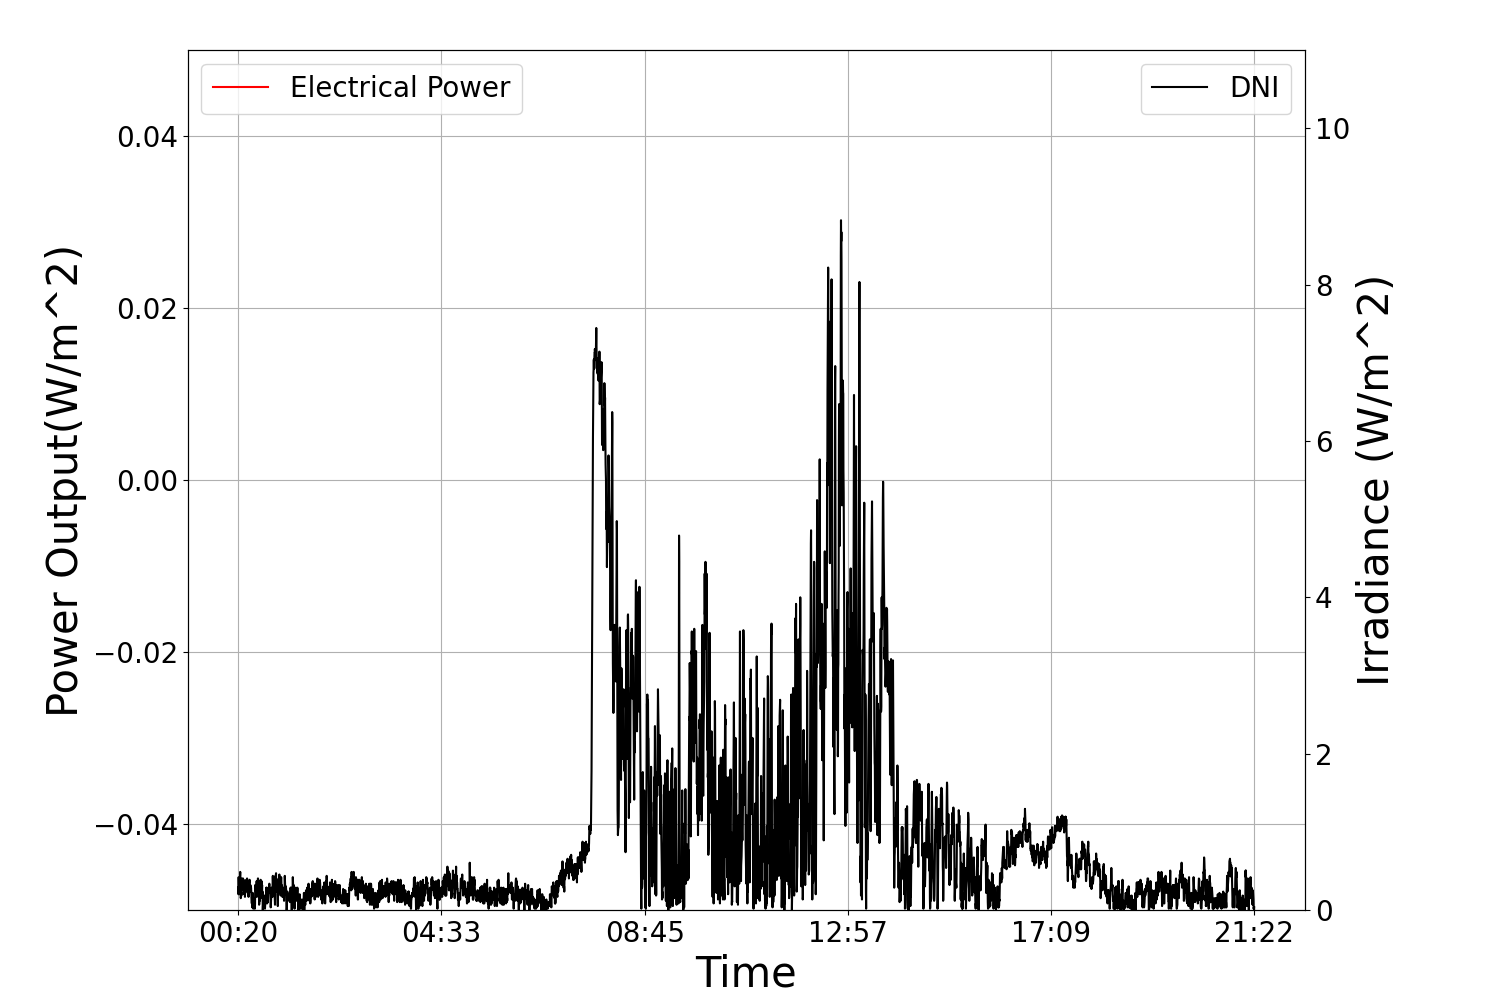 Electrical Power
DNI
Power Output(W/m^2)
0.04
0.02
0.00
−0.02
−0.04
10
8
6
4
2
0
Irradiance (W/m^2)
00:20 04:33 08:45 12:57 17:09 21:22
Time